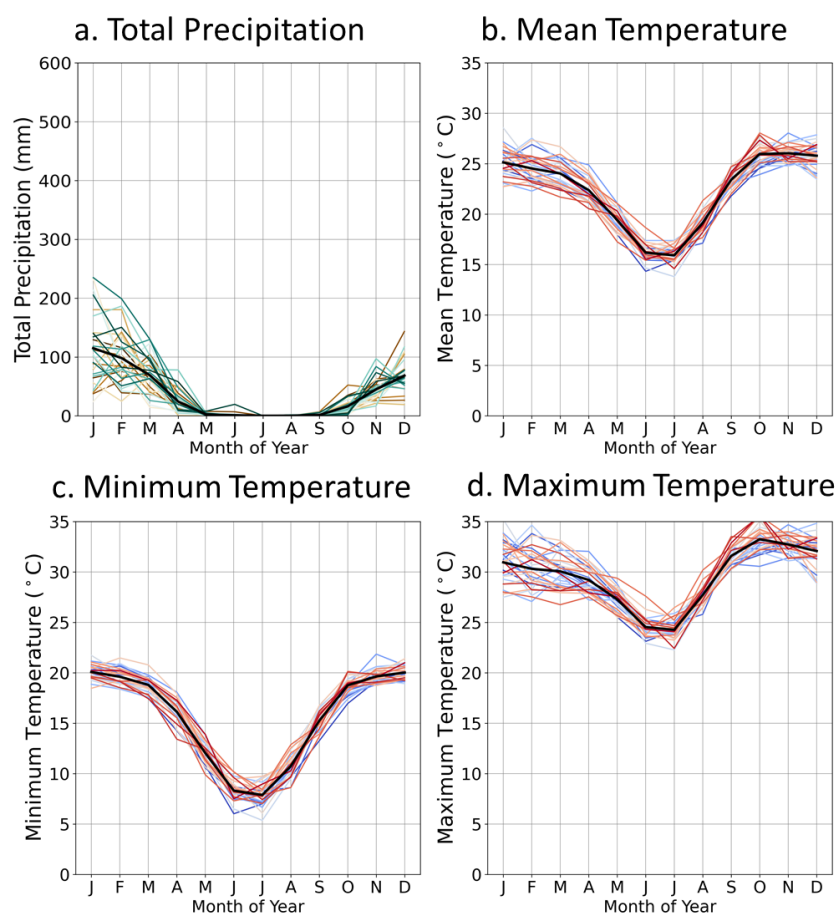 a. Total Precipitation
600
500
400
300
200
100
0
Total Precipitation (mm)
J F M A M J J A S O N D
Month of Year
b. Mean Temperature
35
30
25
20
15
10
5
0
Mean Temperature (°C)
J F M A M J J A S O N D
Month of Year
c. Minimum Temperature
35
30
25
20
15
10
5
0
Minimum Temperature (°C)
J F M A M J J A S O N D
Month of Year
d. Maximum Temperature
35
30
25
20
15
10
5
0
Maximum Temperature (°C)
J F M A M J J A S O N D
Month of Year